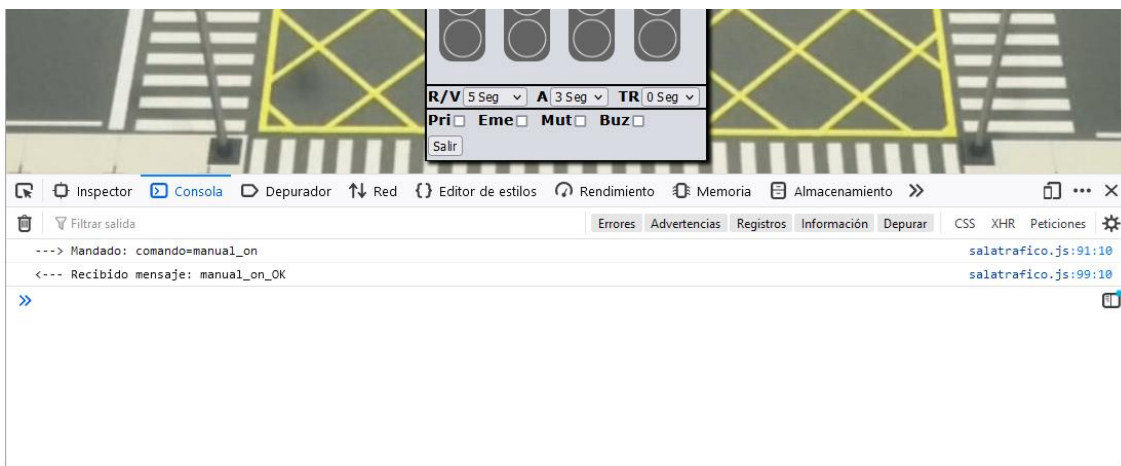 R/V 5 Seg A 3 Seg TR 0 Seg
Pri Eme Mut Buz
Salir
Inspector Consola Depurador Red Editor de estilos Rendimiento Memoria Almacenamiento
Filtrar salida Errores Advertencias Registros Información Depurar CSS XHR Peticiones
---> Mandado: comando=manual_on salatrafico.js:91:10
<--- Recibido mensaje: manual_on_OK salatrafico.js:99:10